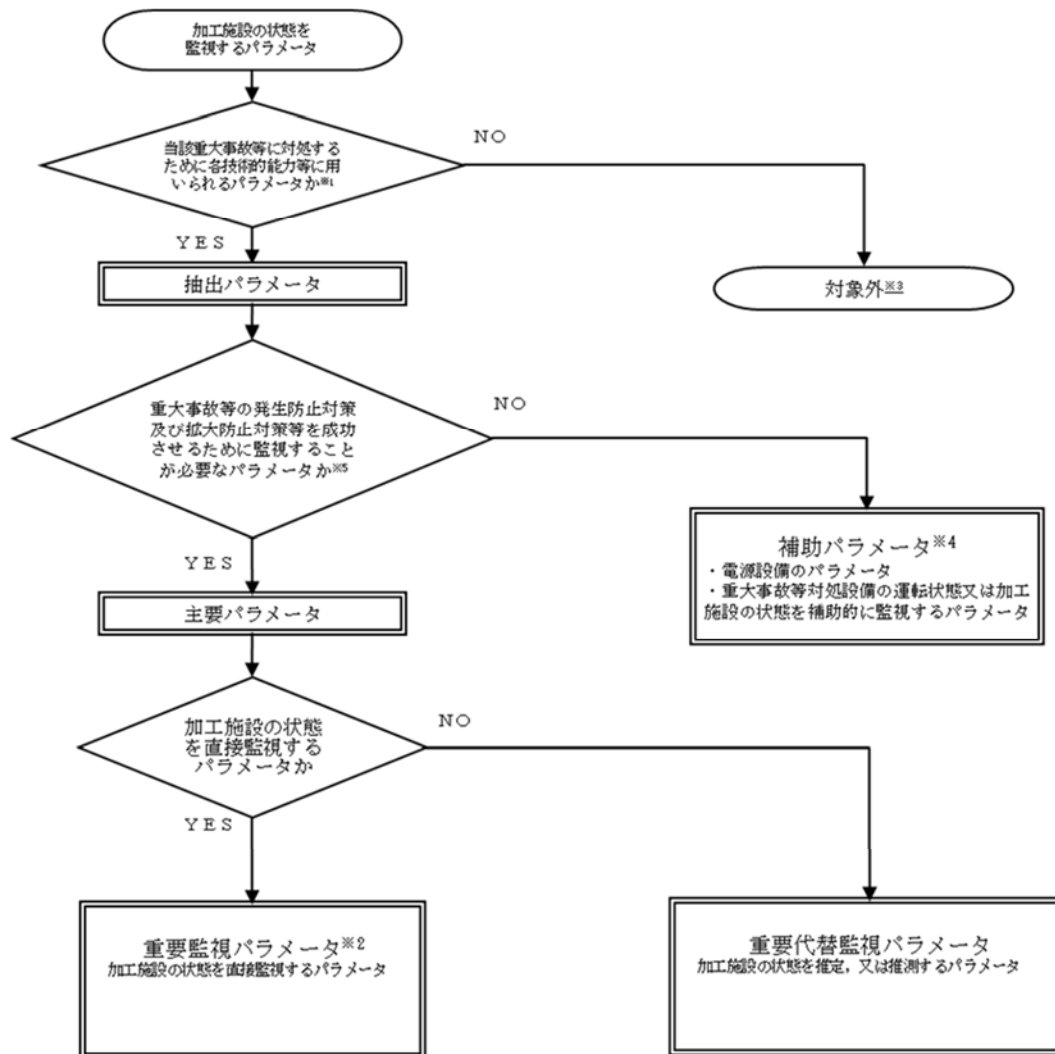 加工施設の状態を
監視するパラメータ
当該重大事故等に対処する
ために各技術的能力等に用
いられるパラメータか※1
NO
YES
抽出パラメータ
対象外※3
重大事故等の発生防止対策
及び拡大防止対策等を成功
させるために監視すること
が必要なパラメータか※5
NO
YES
補助パラメータ※4
・電源設備のパラメータ
・重大事故等対処設備の運転状態又は加工
施設の状態を補助的に監視するパラメータ
主要パラメータ
加工施設の状態
を直接監視する
パラメータか
NO
YES
重要監視パラメータ※2
加工施設の状態を直接監視するパラメータ
重要代替監視パラメータ
加工施設の状態を推定，又は推測するパラメータ